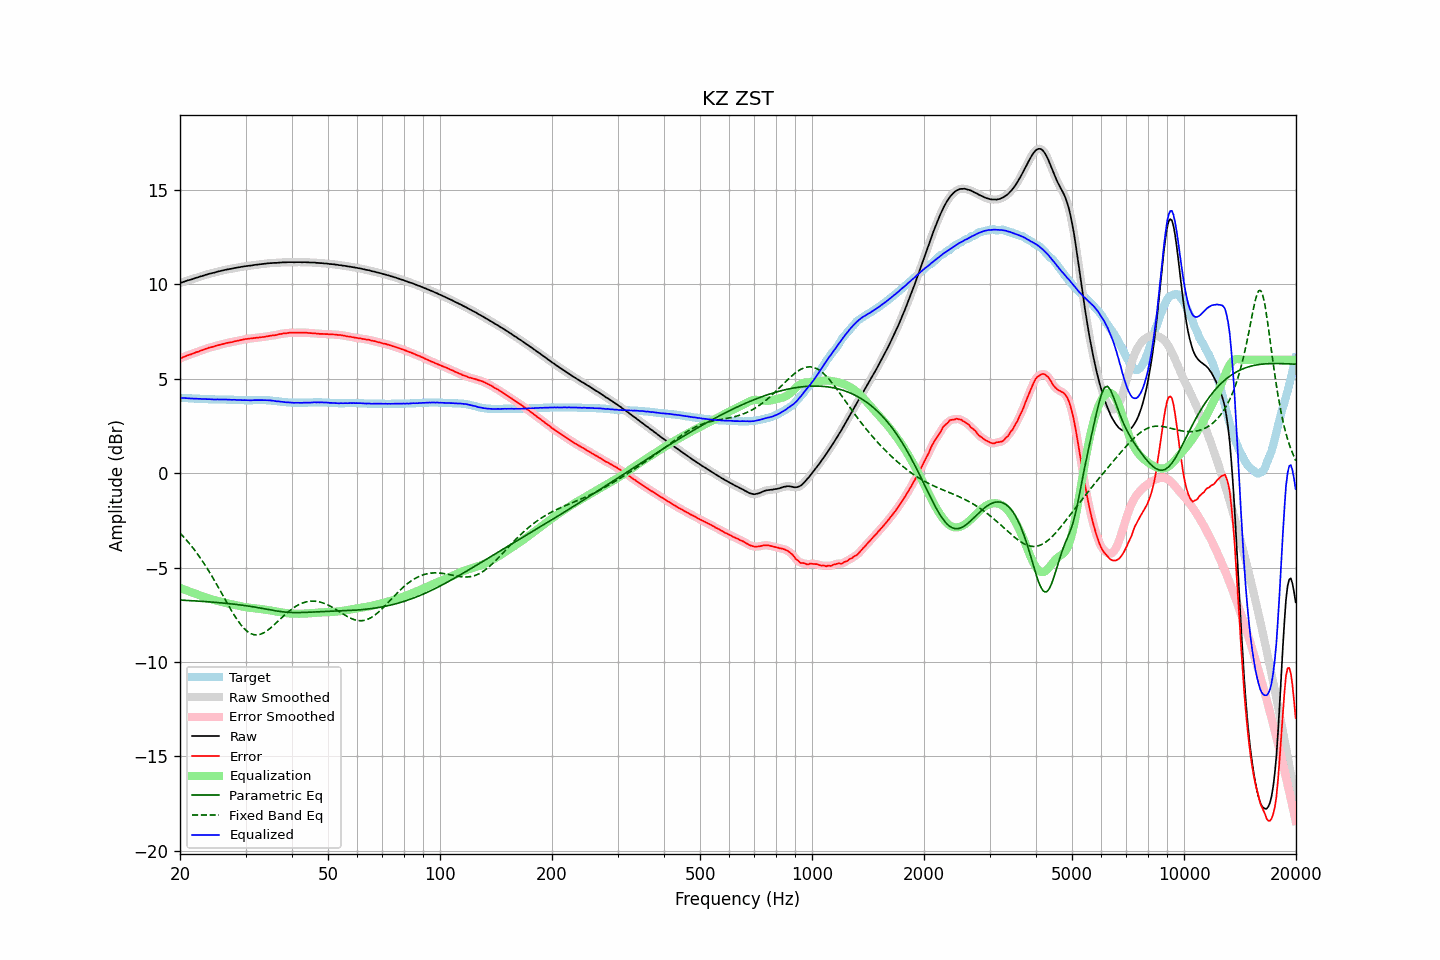 KZ ZST
Amplitude (dBr)
15
10
5
0
−5
−10
−15
−20
Target
Raw Smoothed
Error Smoothed
Raw
Error
Equalization
Parametric Eq
Fixed Band Eq
Equalized
20 50 100 200 500 1000 2000 5000 10000 20000
Frequency (Hz)